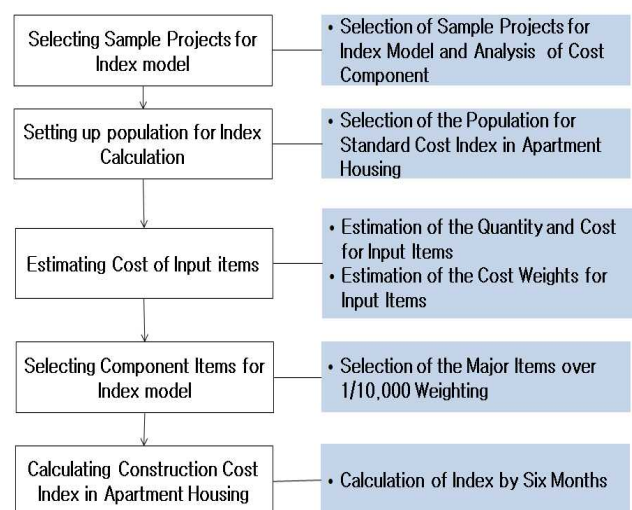 Selecting Sample Projects for
Index model
• Selection of Sample Projects for
Index Model and Analysis of Cost
Component
Setting up population for Index
Calculation
• Selection of the Population for
Standard Cost Index in Apartment
Housing
Estimating Cost of Input items
• Estimation of the Quantity and Cost
for Input Items
• Estimation of the Cost Weights for
Input Items
Selecting Component Items for
Index model
• Selection of the Major Items over
1/10,000 Weighting
Calculating Construction Cost
Index in Apartment Housing
• Calculation of Index by Six Months